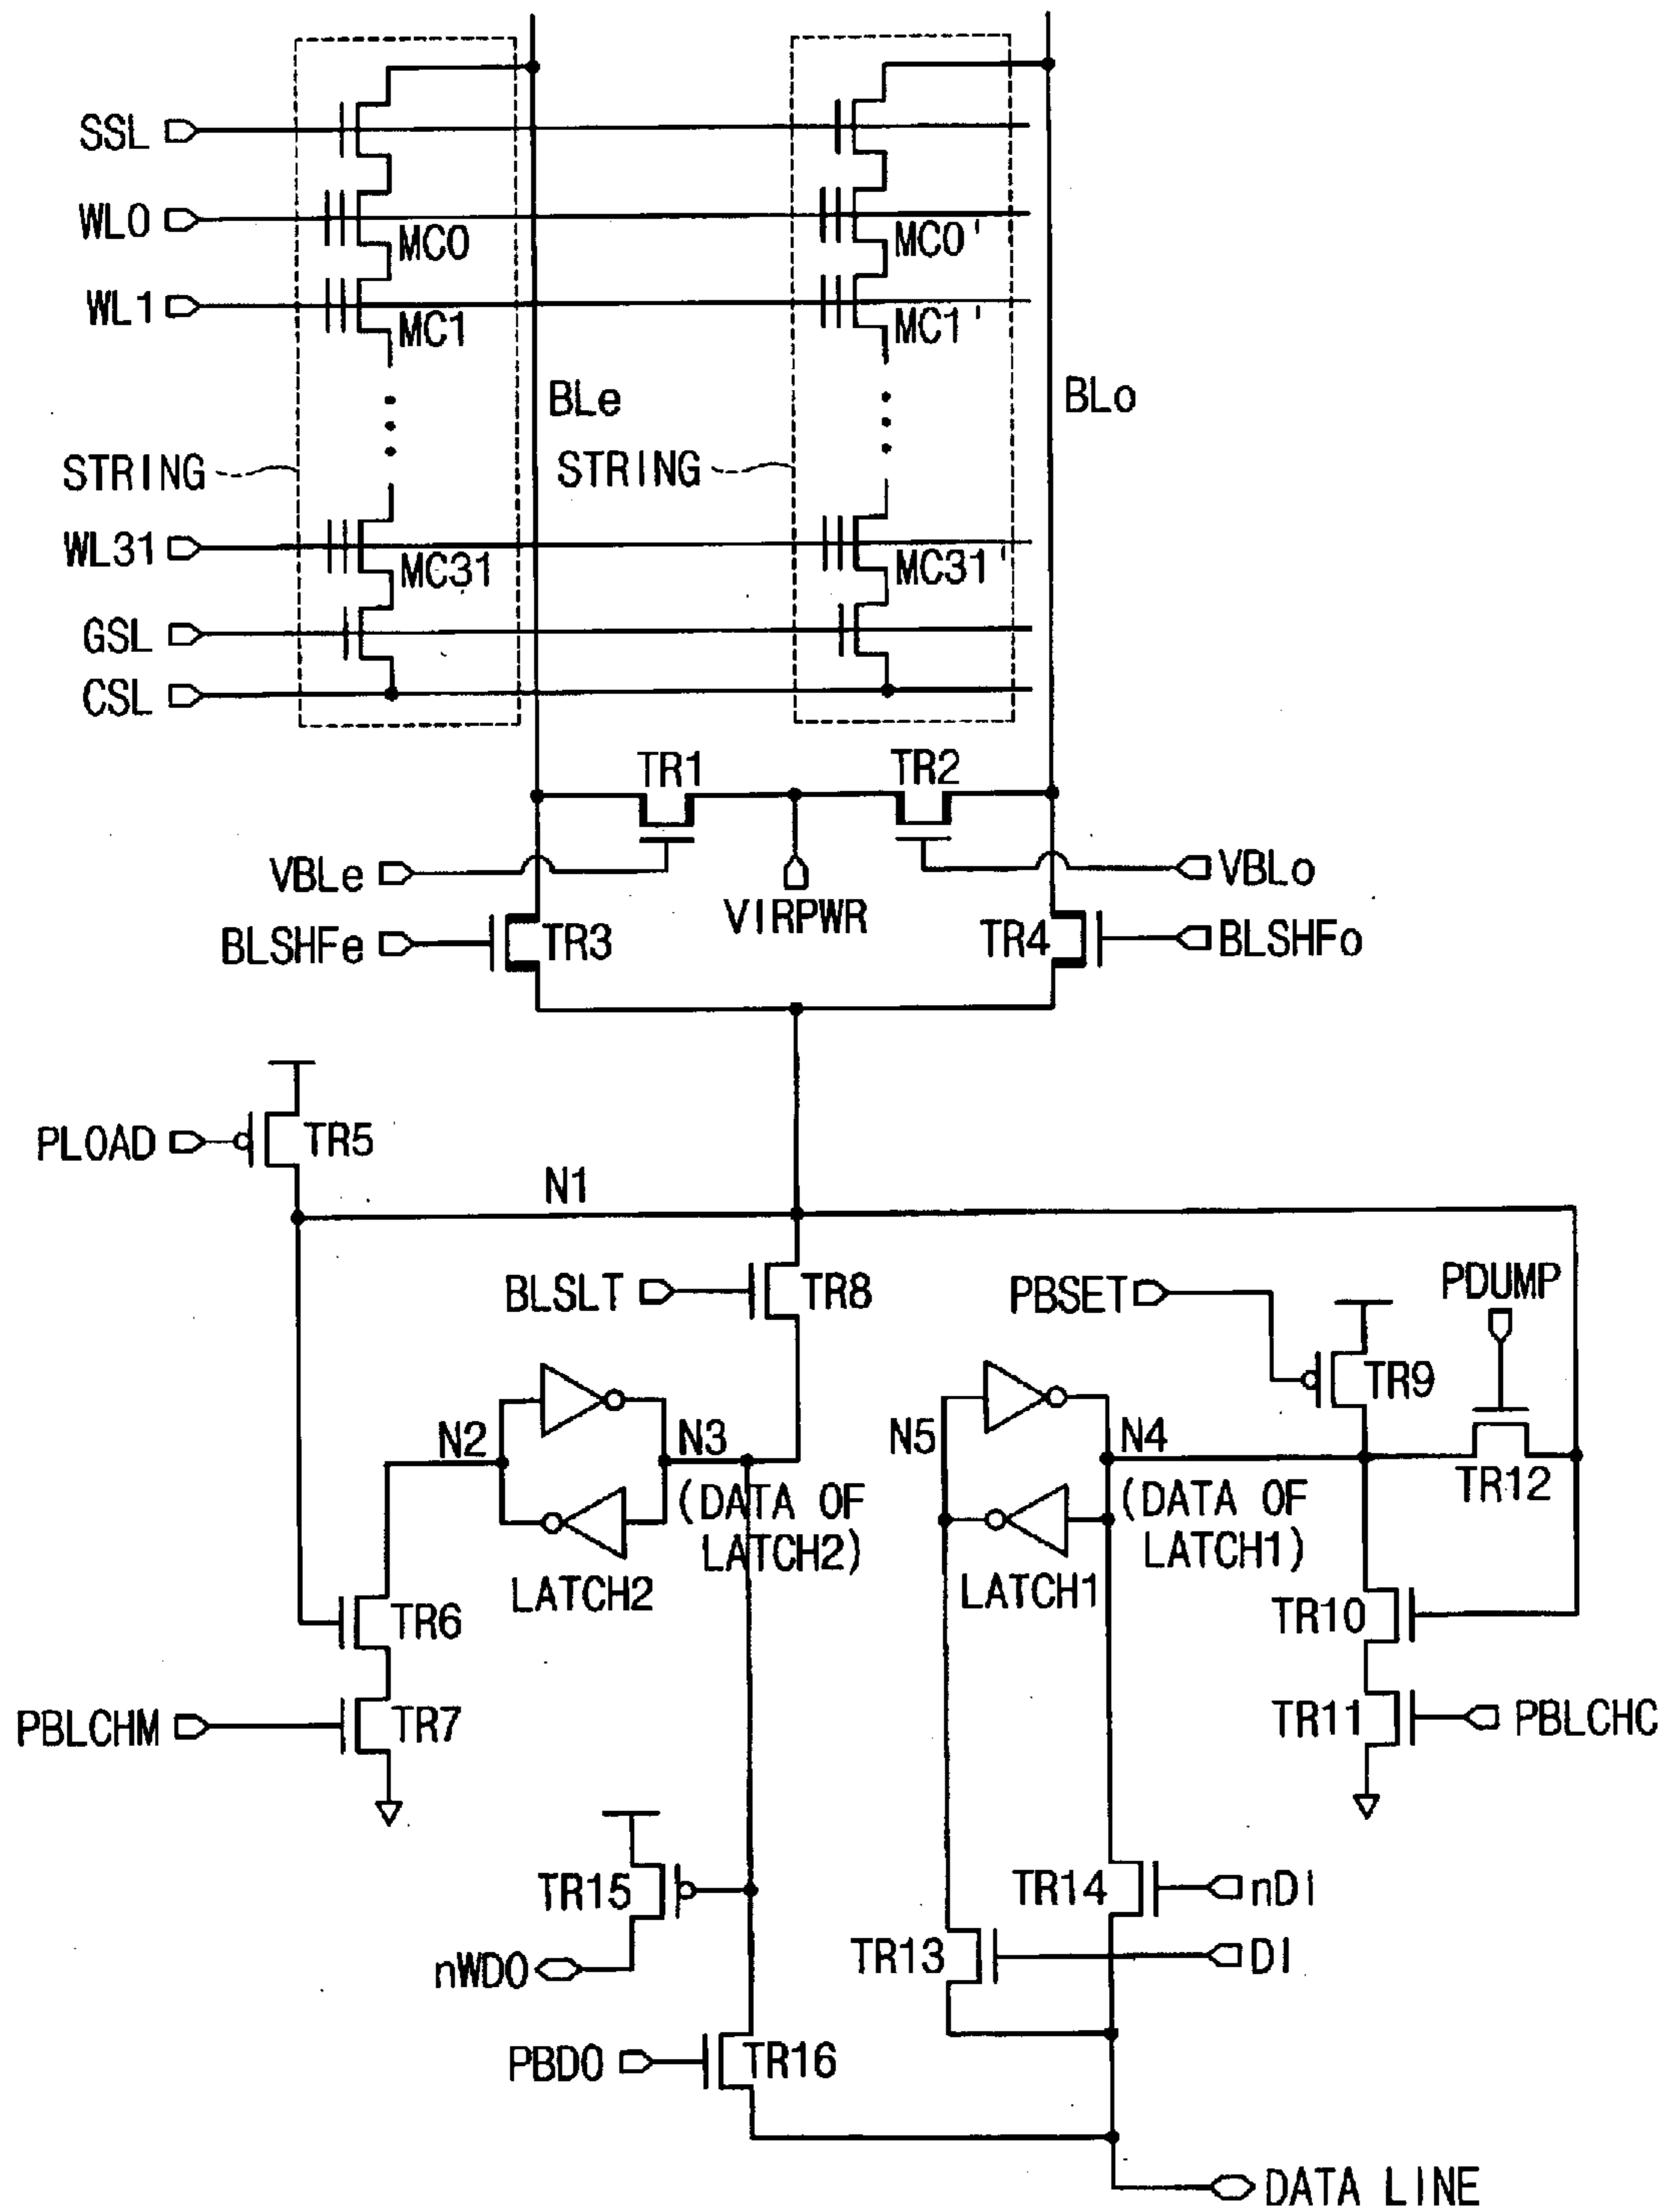 SSL
WL0
MC0
MC0'
WL1
MC1
MC1'
BLe
BLo
STRING
STRING
WL31
MC31
MC31'
GSL
CSL
TR1
TR2
VBLe
VBLo
VIRPWR
BLSHFe
TR3
TR4
BLSHFo
PLOAD
TR5
N1
BLSLT
TR8
PBSET
PDUMP
TR9
N2
N3
N5
N4
TR12
(DATA OF
LATCH2)
(DATA OF
LATCH1)
LATCH2
LATCH1
TR6
TR10
PBLCHM
TR7
TR11
PBLCHC
TR15
TR14
nDI
nWDO
TR13
DI
PBDO
TR16
DATA LINE